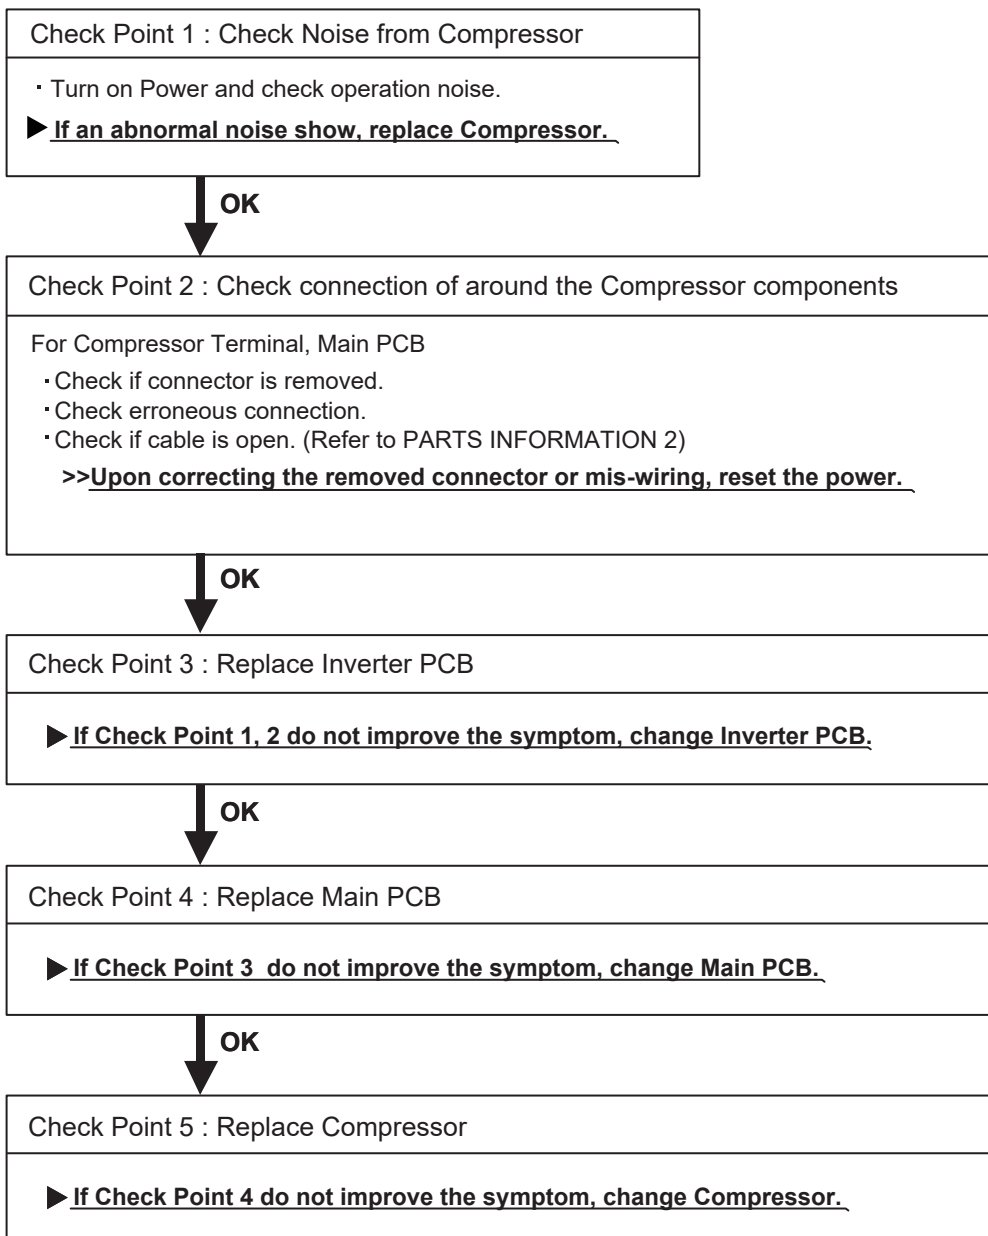 Check Point 1 : Check Noise from Compressor
・Turn on Power and check operation noise.
▶ If an abnormal noise show, replace Compressor.
OK
Check Point 2 : Check connection of around the Compressor components
For Compressor Terminal, Main PCB
・Check if connector is removed.
・Check erroneous connection.
・Check if cable is open. (Refer to PARTS INFORMATION 2)
>>Upon correcting the removed connector or mis-wiring, reset the power.
OK
Check Point 3 : Replace Inverter PCB
▶ If Check Point 1, 2 do not improve the symptom, change Inverter PCB.
OK
Check Point 4 : Replace Main PCB
▶ If Check Point 3 do not improve the symptom, change Main PCB.
OK
Check Point 5 : Replace Compressor
▶ If Check Point 4 do not improve the symptom, change Compressor.